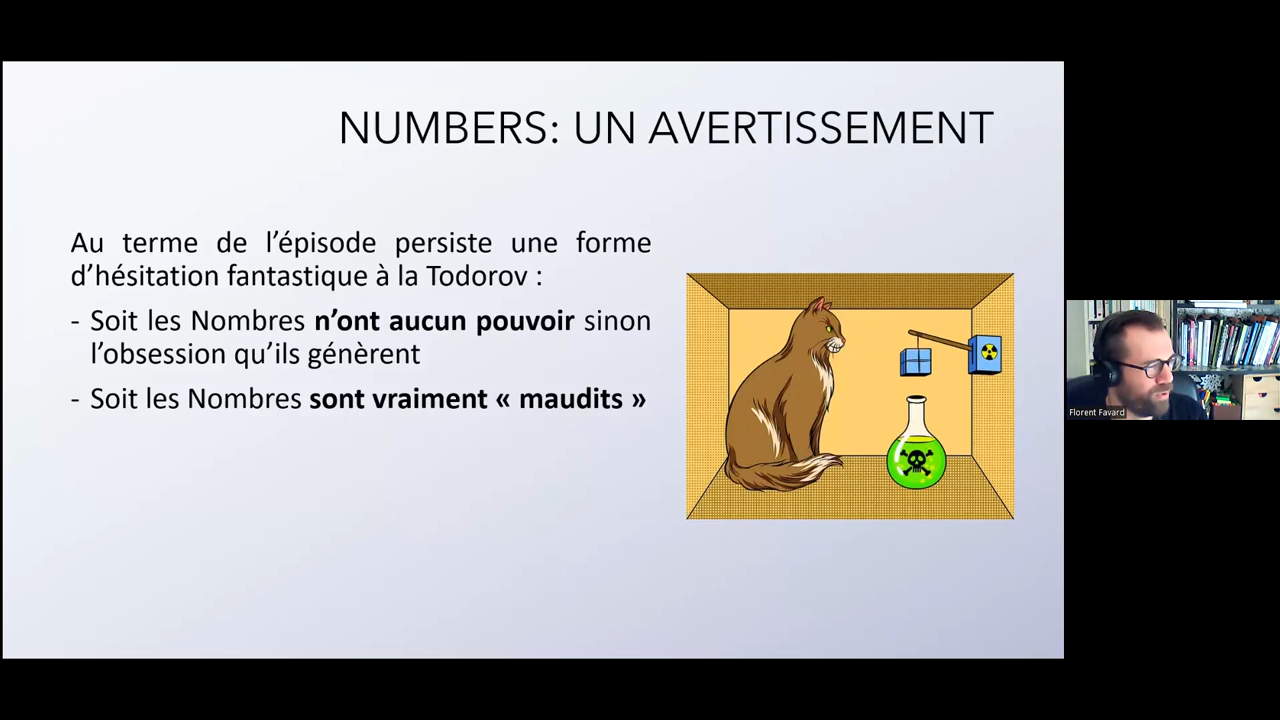 NUMBERS: UN AVERTISSEMENT
Au terme de l’épisode persiste une forme
d’hésitation fantastique à la Todorov :
- Soit les Nombres n’ont aucun pouvoir sinon
l’obsession qu’ils génèrent
- Soit les Nombres sont vraiment « maudits »
Florent Favard